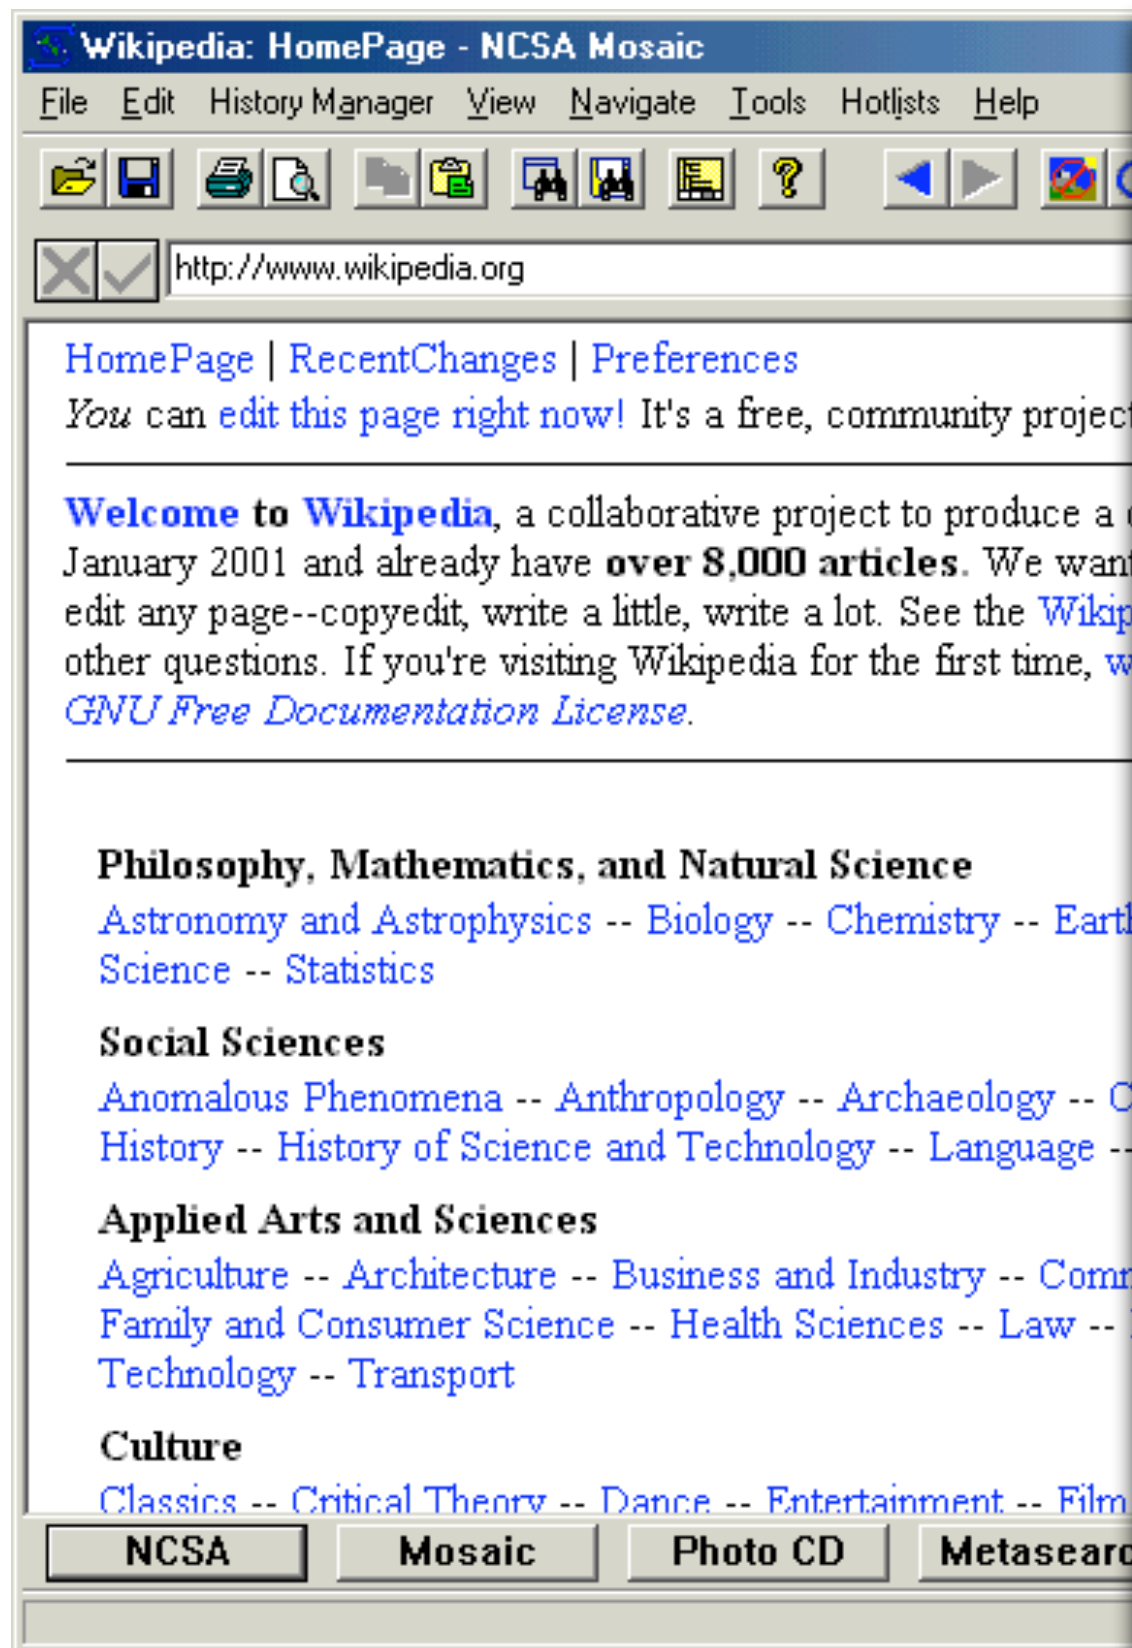 Wikipedia: HomePage - NCSA Mosaic
File Edit History Manager View Navigate Tools Hotlists Help
http://www.wikipedia.org
HomePage | RecentChanges | Preferences
You can edit this page right now! It's a free, community project
Welcome to Wikipedia, a collaborative project to produce a
January 2001 and already have over 8,000 articles. We want
edit any page--copyedit, write a little, write a lot. See the
other questions. If you're visiting Wikipedia for the first time,
GNU Free Documentation License.
Philosophy, Mathematics, and Natural Science
Astronomy and Astrophysics -- Biology -- Chemistry -- Earth
Science -- Statistics
Social Sciences
Anomalous Phenomena -- Anthropology -- Archaeology --
History -- History of Science and Technology -- Language --
Applied Arts and Sciences
Agriculture -- Architecture -- Business and Industry --
Family and Consumer Science -- Health Sciences -- Law --
Technology -- Transport
Culture
Classics -- Critical Theory -- Dance -- Entertainment -- Film
NCSA Mosaic Photo CD Metasearc